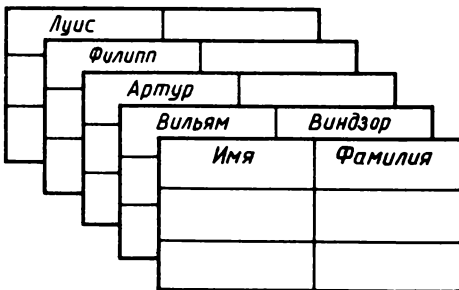 Луис
Филипп
Артур
Вильям Виндзор
Имя Фамилия